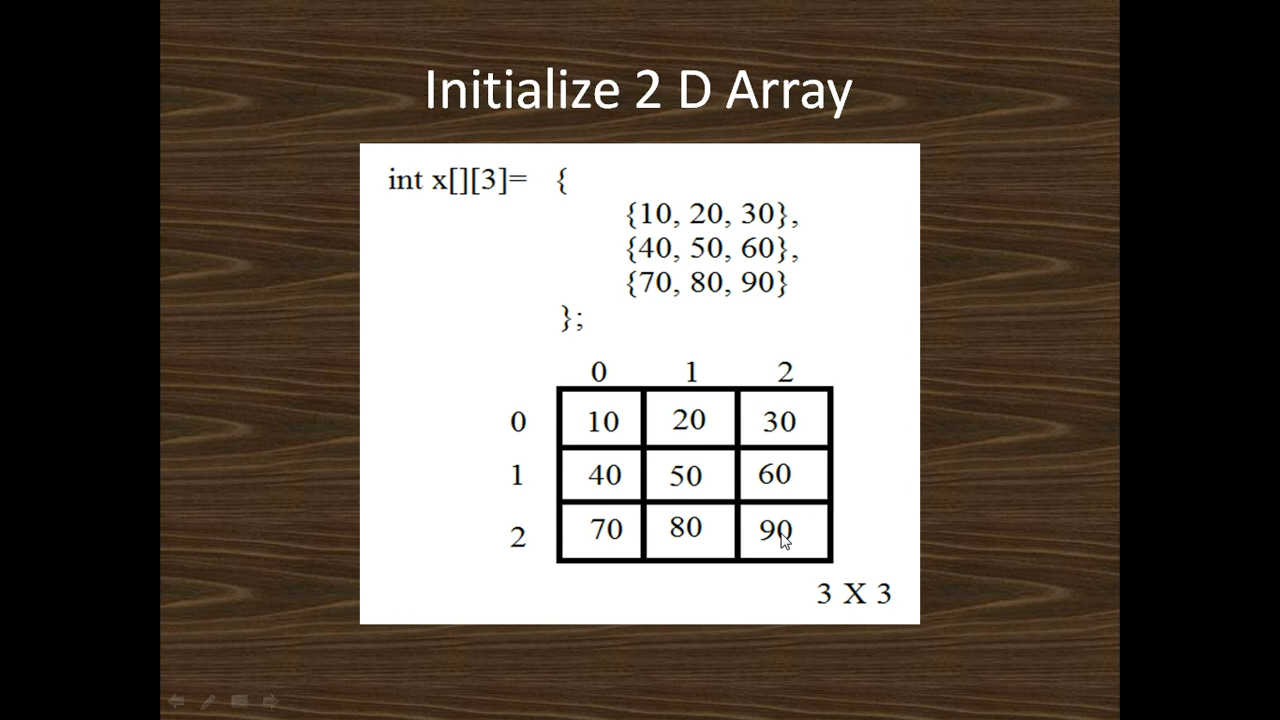 Initialize 2 D Array
int x[][3]= {
{10, 20, 30},
{40, 50, 60},
{70, 80, 90}
};
0 1 2
0 10 20 30
1 40 50 60
2 70 80 90
3 X 3